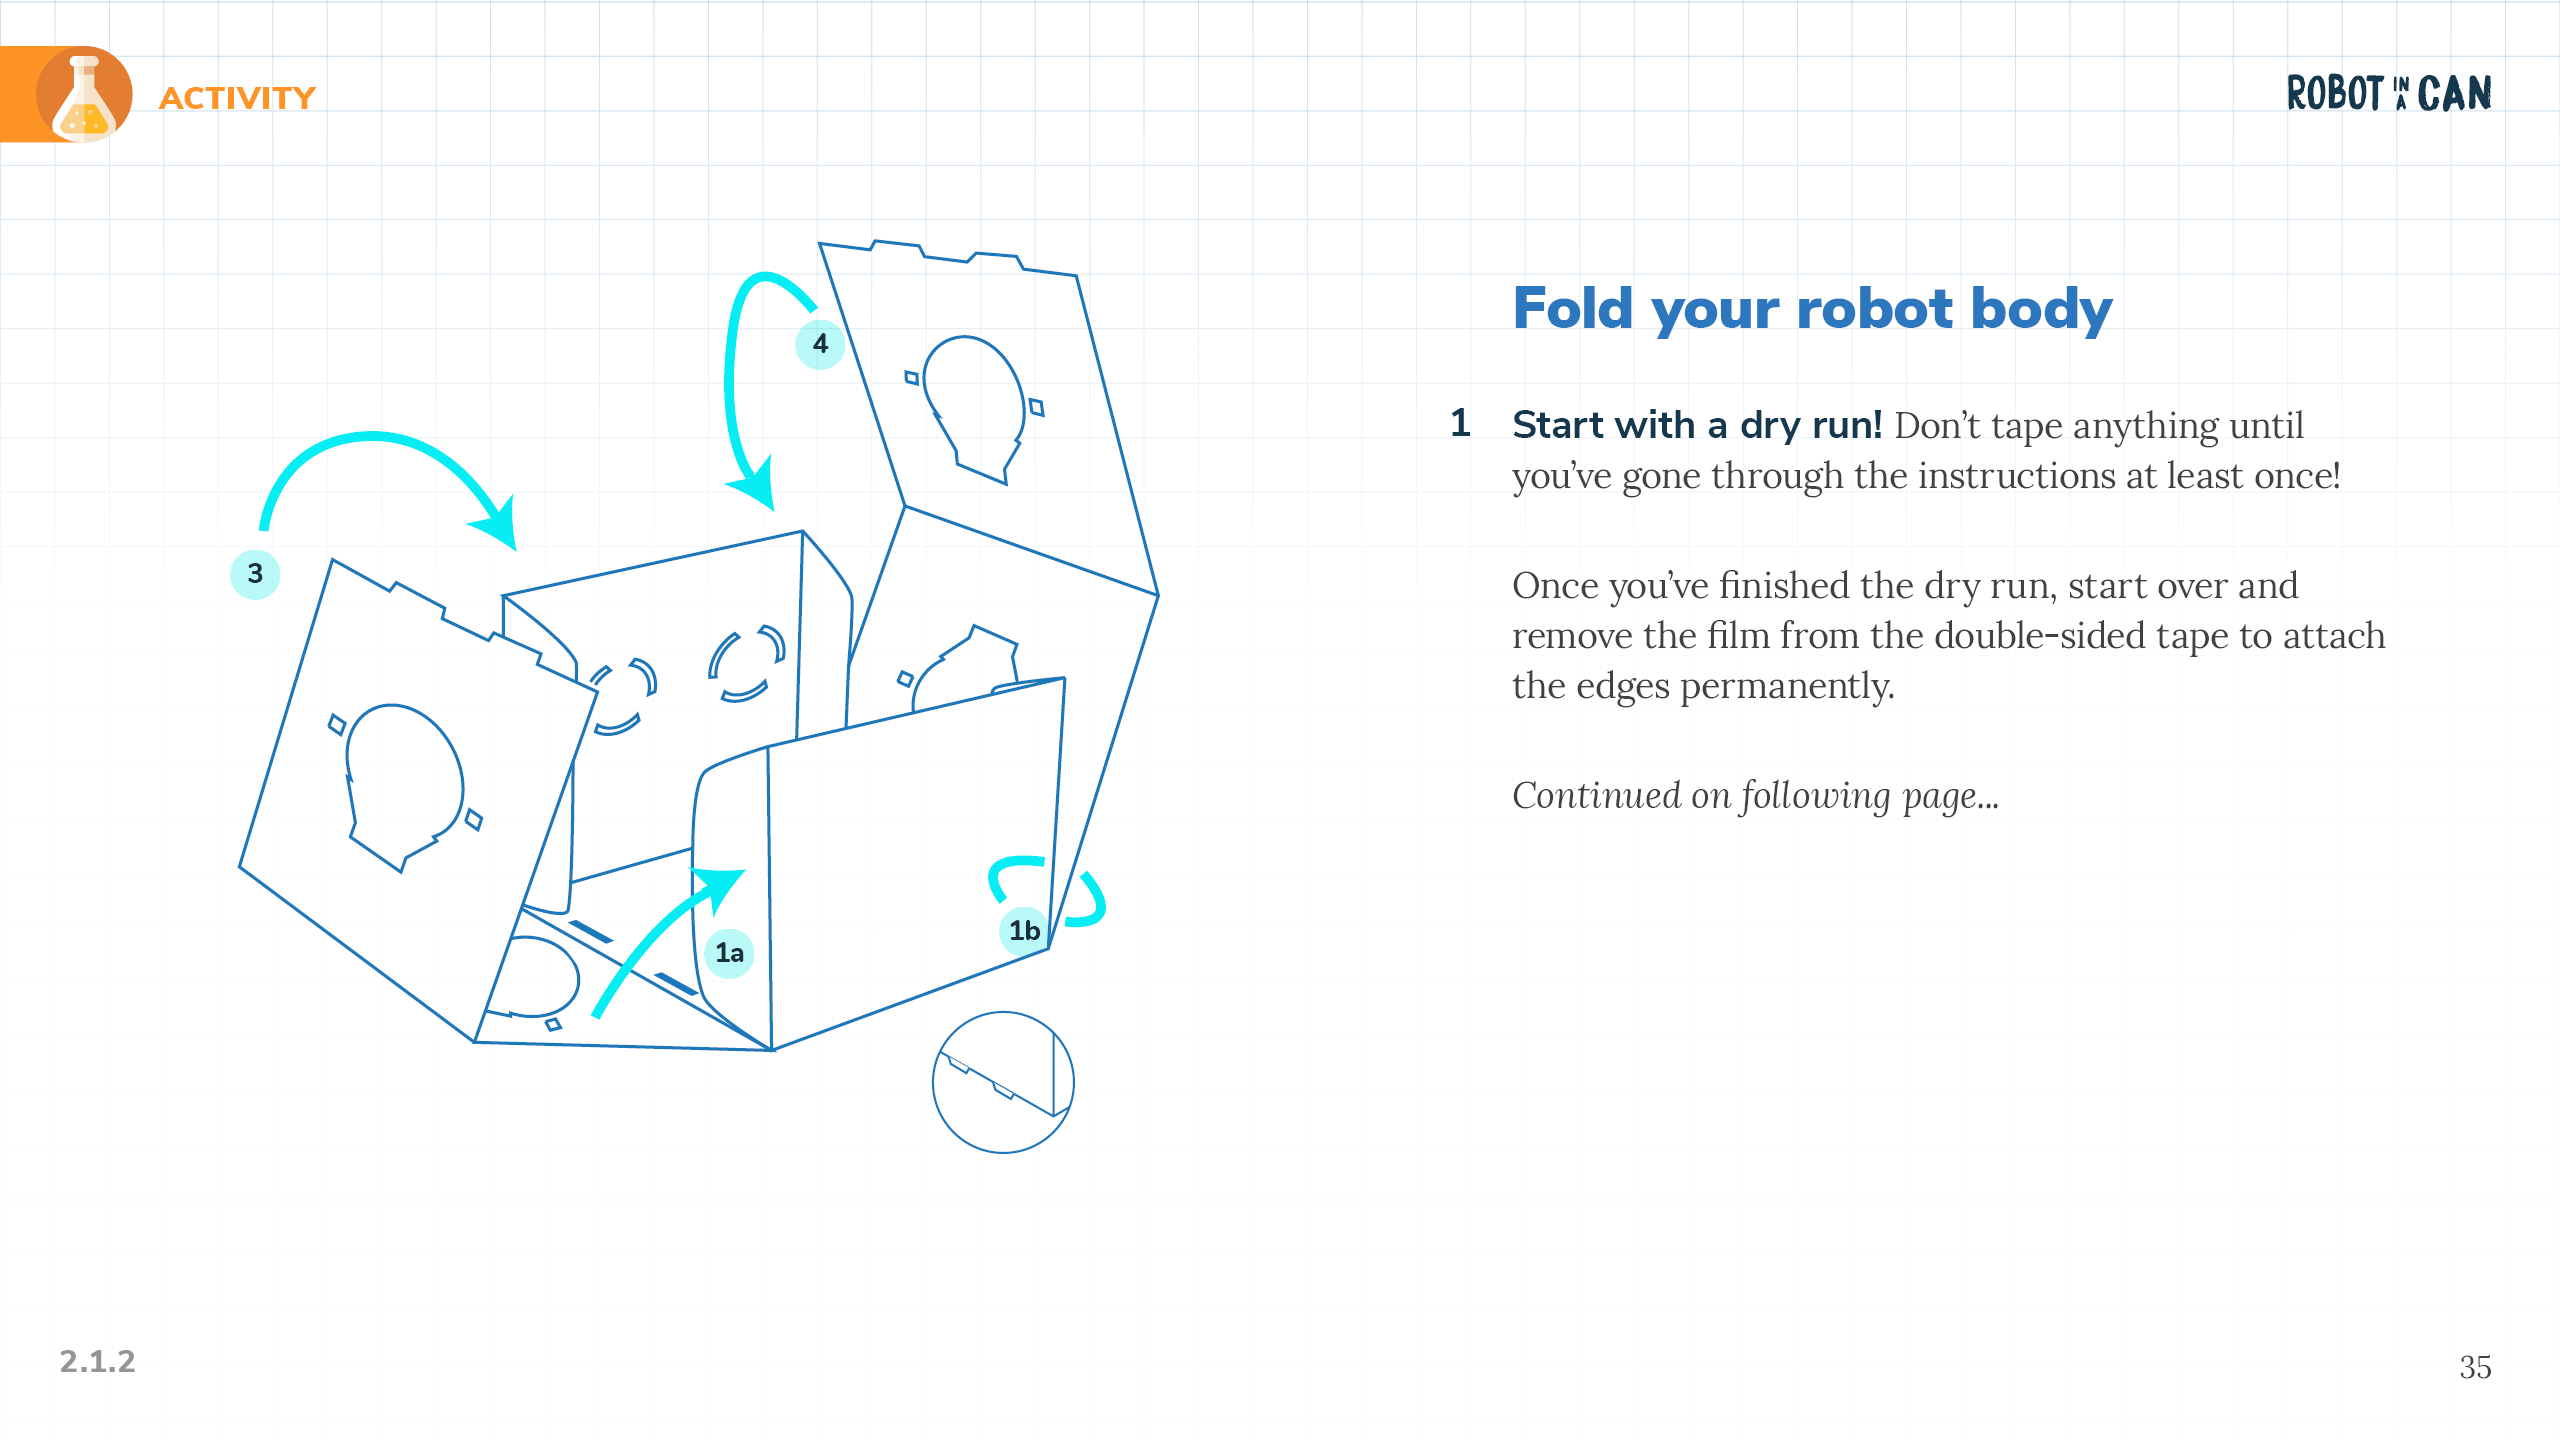 ACTIVITY
ROBOT IN A CAN
4
3
1a
1b
Fold your robot body
1 Start with a dry run! Don’t tape anything until
you’ve gone through the instructions at least once!
Once you’ve finished the dry run, start over and
remove the film from the double-sided tape to attach
the edges permanently.
Continued on following page...
2.1.2
35